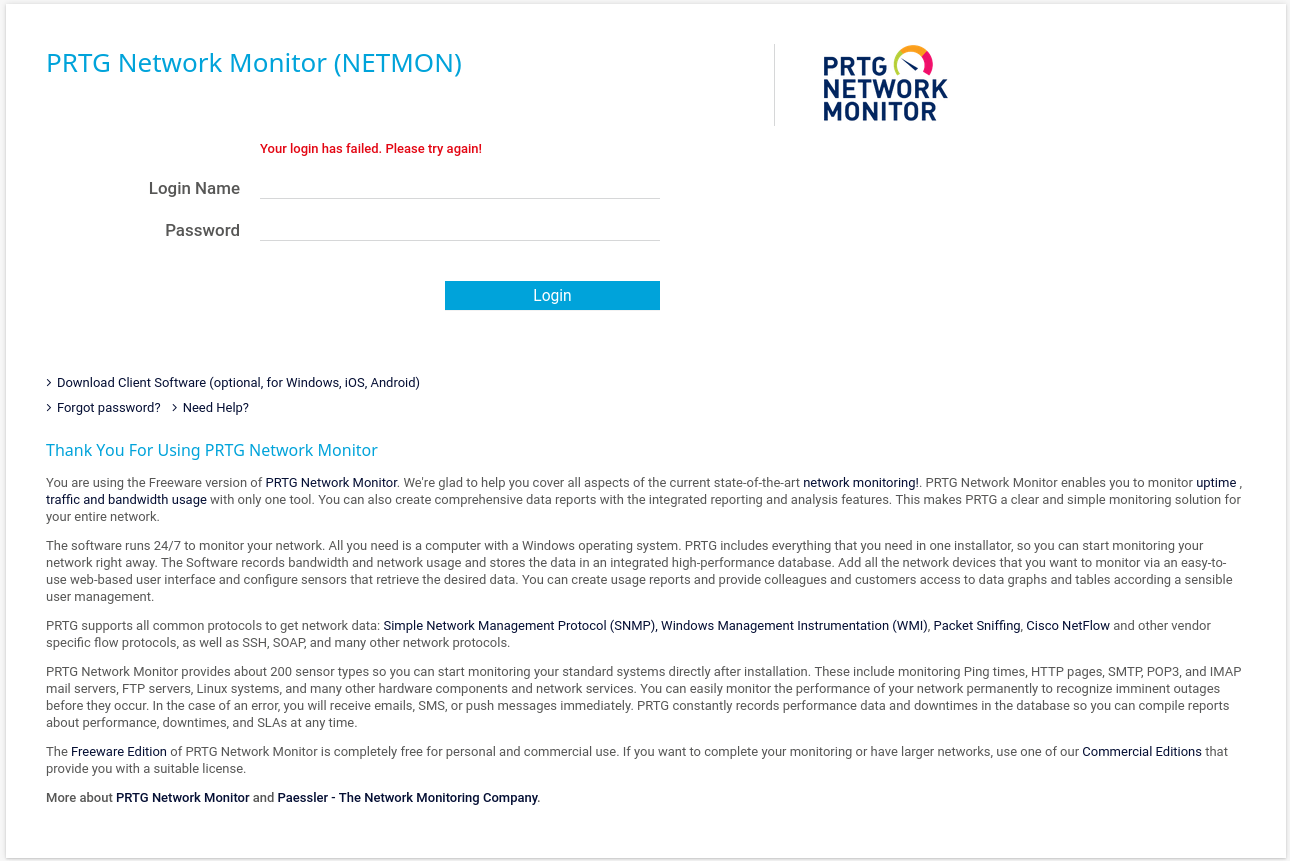 PRTG Network Monitor (NETMON)
PRTG
NETWORK
MONITOR
Your login has failed. Please try again!
Login Name
Password
Login
Download Client Software (optional, for Windows, iOS, Android)
Forgot password? Need Help?
Thank You For Using PRTG Network Monitor
You are using the Freeware version of PRTG Network Monitor. We're glad to help you cover all aspects of the current state-of-the-art network monitoring!. PRTG Network Monitor enables you to monitor uptime ,
traffic and bandwidth usage with only one tool. You can also create comprehensive data reports with the integrated reporting and analysis features. This makes PRTG a clear and simple monitoring solution for
your entire network.
The software runs 24/7 to monitor your network. All you need is a computer with a Windows operating system. PRTG includes everything that you need in one installator, so you can start monitoring your
network right away. The Software records bandwidth and network usage and stores the data in an integrated high-performance database. Add all the network devices that you want to monitor via an easy-to-
use web-based user interface and configure sensors that retrieve the desired data. You can create usage reports and provide colleagues and customers access to data graphs and tables according a sensible
user management.
PRTG supports all common protocols to get network data: Simple Network Management Protocol (SNMP), Windows Management Instrumentation (WMI), Packet Sniffing, Cisco NetFlow and other vendor
specific flow protocols, as well as SSH, SOAP, and many other network protocols.
PRTG Network Monitor provides about 200 sensor types so you can start monitoring your standard systems directly after installation. These include monitoring Ping times, HTTP pages, SMTP, POP3, and IMAP
mail servers, FTP servers, Linux systems, and many other hardware components and network services. You can easily monitor the performance of your network permanently to recognize imminent outages
before they occur. In the case of an error, you will receive emails, SMS, or push messages immediately. PRTG constantly records performance data and downtimes in the database so you can compile reports
about performance, downtimes, and SLAs at any time.
The Freeware Edition of PRTG Network Monitor is completely free for personal and commercial use. If you want to complete your monitoring or have larger networks, use one of our Commercial Editions that
provide you with a suitable license.
More about PRTG Network Monitor and Paessler - The Network Monitoring Company.